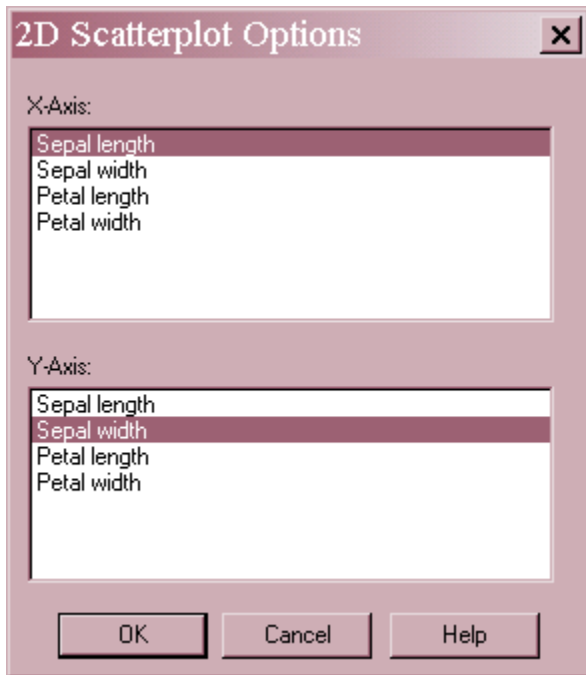 2D Scatterplot Options
X-Axis:
Sepal length
Sepal width
Petal length
Petal width
Y-Axis:
Sepal length
Sepal width
Petal length
Petal width
OK Cancel Help